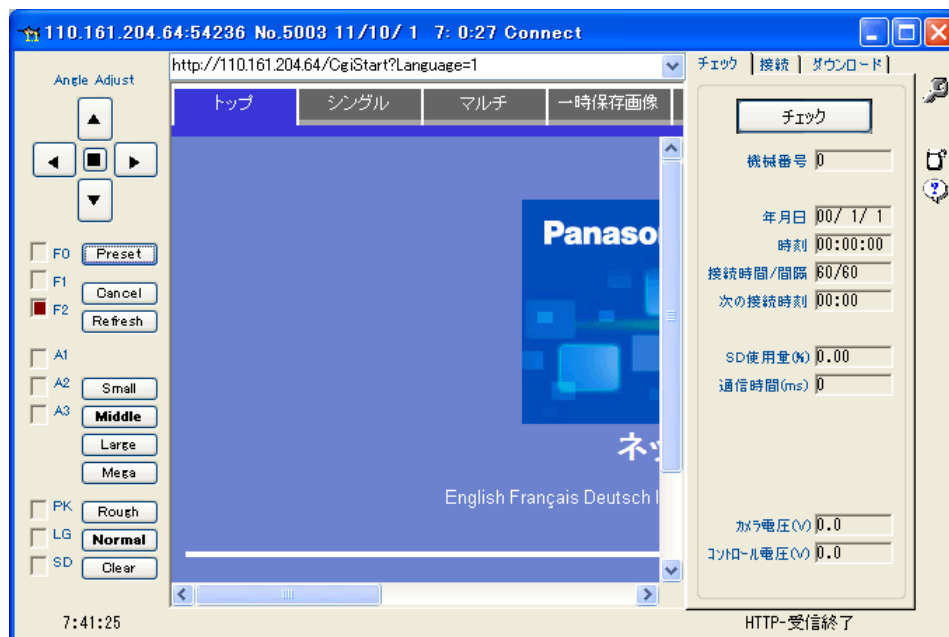 110.161.204.64:54236 No.5003 11/10/ 1 7: 0:27 Connect
Angle Adjust
http://110.161.204.64/CgiStart?Language=1
チェック 接続 ダウンロード
トップ シングル マルチ 一時保存画像
チェック
機械番号 0
年月日 00/ 1/ 1
時刻 00:00:00
接続時間/間隔 60/60
次の接続時刻 00:00
SD使用量(%) 0.00
通信時間(ms) 0
カメラ電圧(V) 0.0
コントロール電圧(V) 0.0
F0 Preset
F1
Cancel
F2
Refresh
A1
A2 Small
A3 Middle
Large
Mega
PK Rough
LG Normal
SD Clear
Panaso
ネッ
English Français Deutsch I
7:41:25
HTTP-受信終了